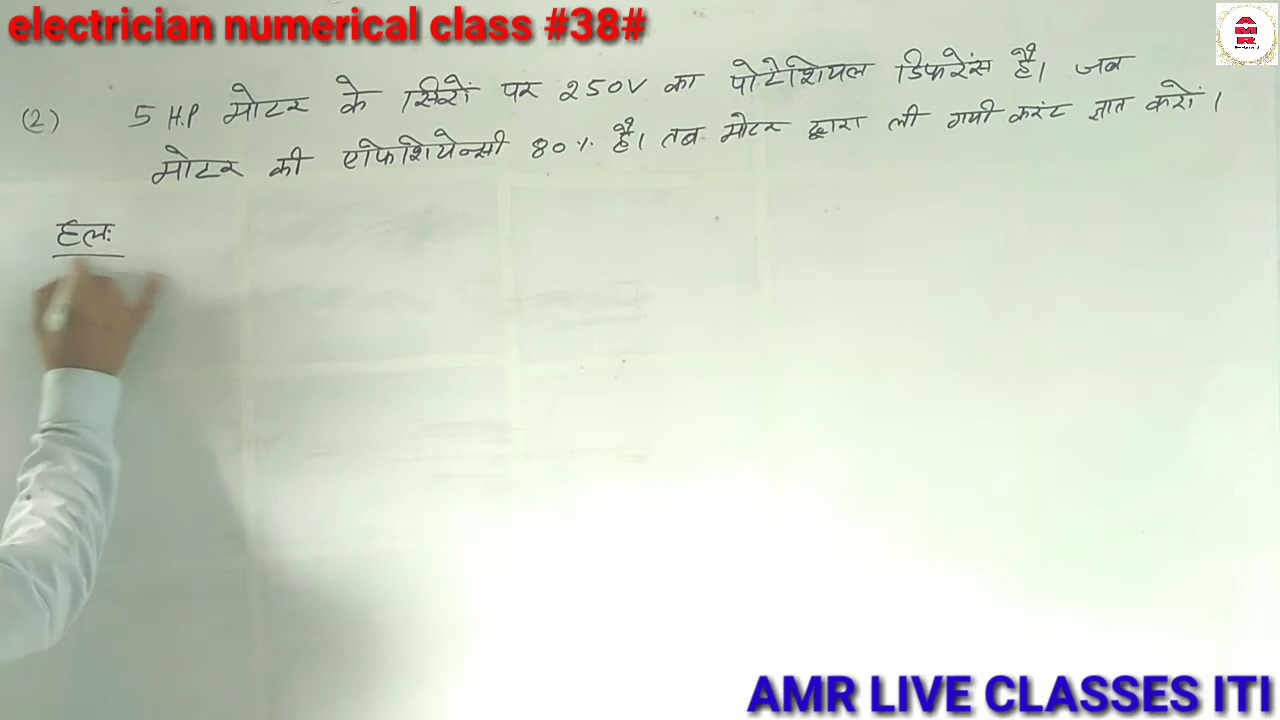 electrician numerical class #38#
AMR
(2) 5 H.P मोटर के सिरों पर 250V का पोटेशियल डिफरेंस है। जब
मोटर की एफिशियेन्सी 80%. है। तब मोटर द्वारा ली गयी करंट ज्ञात करो।
हल:
AMR LIVE CLASSES ITI